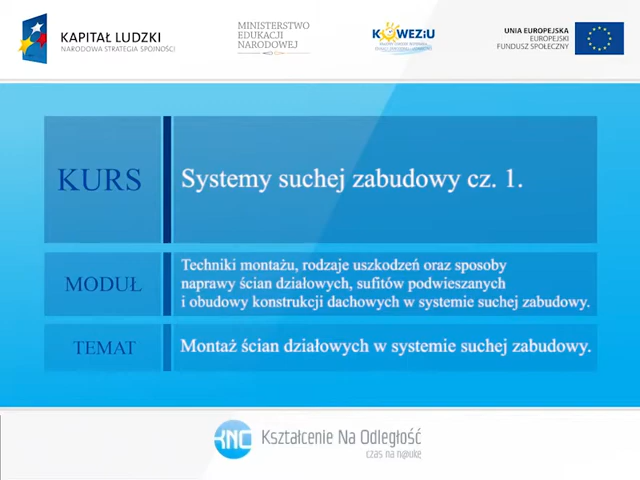 KAPITAŁ LUDZKI
NARODOWA STRATEGIA SPÓJNOŚCI
MINISTERSTWO
EDUKACJI
NARODOWEJ
KOWEZiU
UNIA EUROPEJSKA
EUROPEJSKI
FUNDUSZ SPOŁECZNY
KURS
Systemy suchej zabudowy cz. 1.
MODUŁ
Techniki montażu, rodzaje uszkodzeń oraz sposoby
naprawy ścian działowych, sufitów podwieszanych
i obudowy konstrukcji dachowych w systemie suchej zabudowy.
TEMAT
Montaż ścian działowych w systemie suchej zabudowy.
KNO Kształcenie Na Odległość
czas na n@ukę